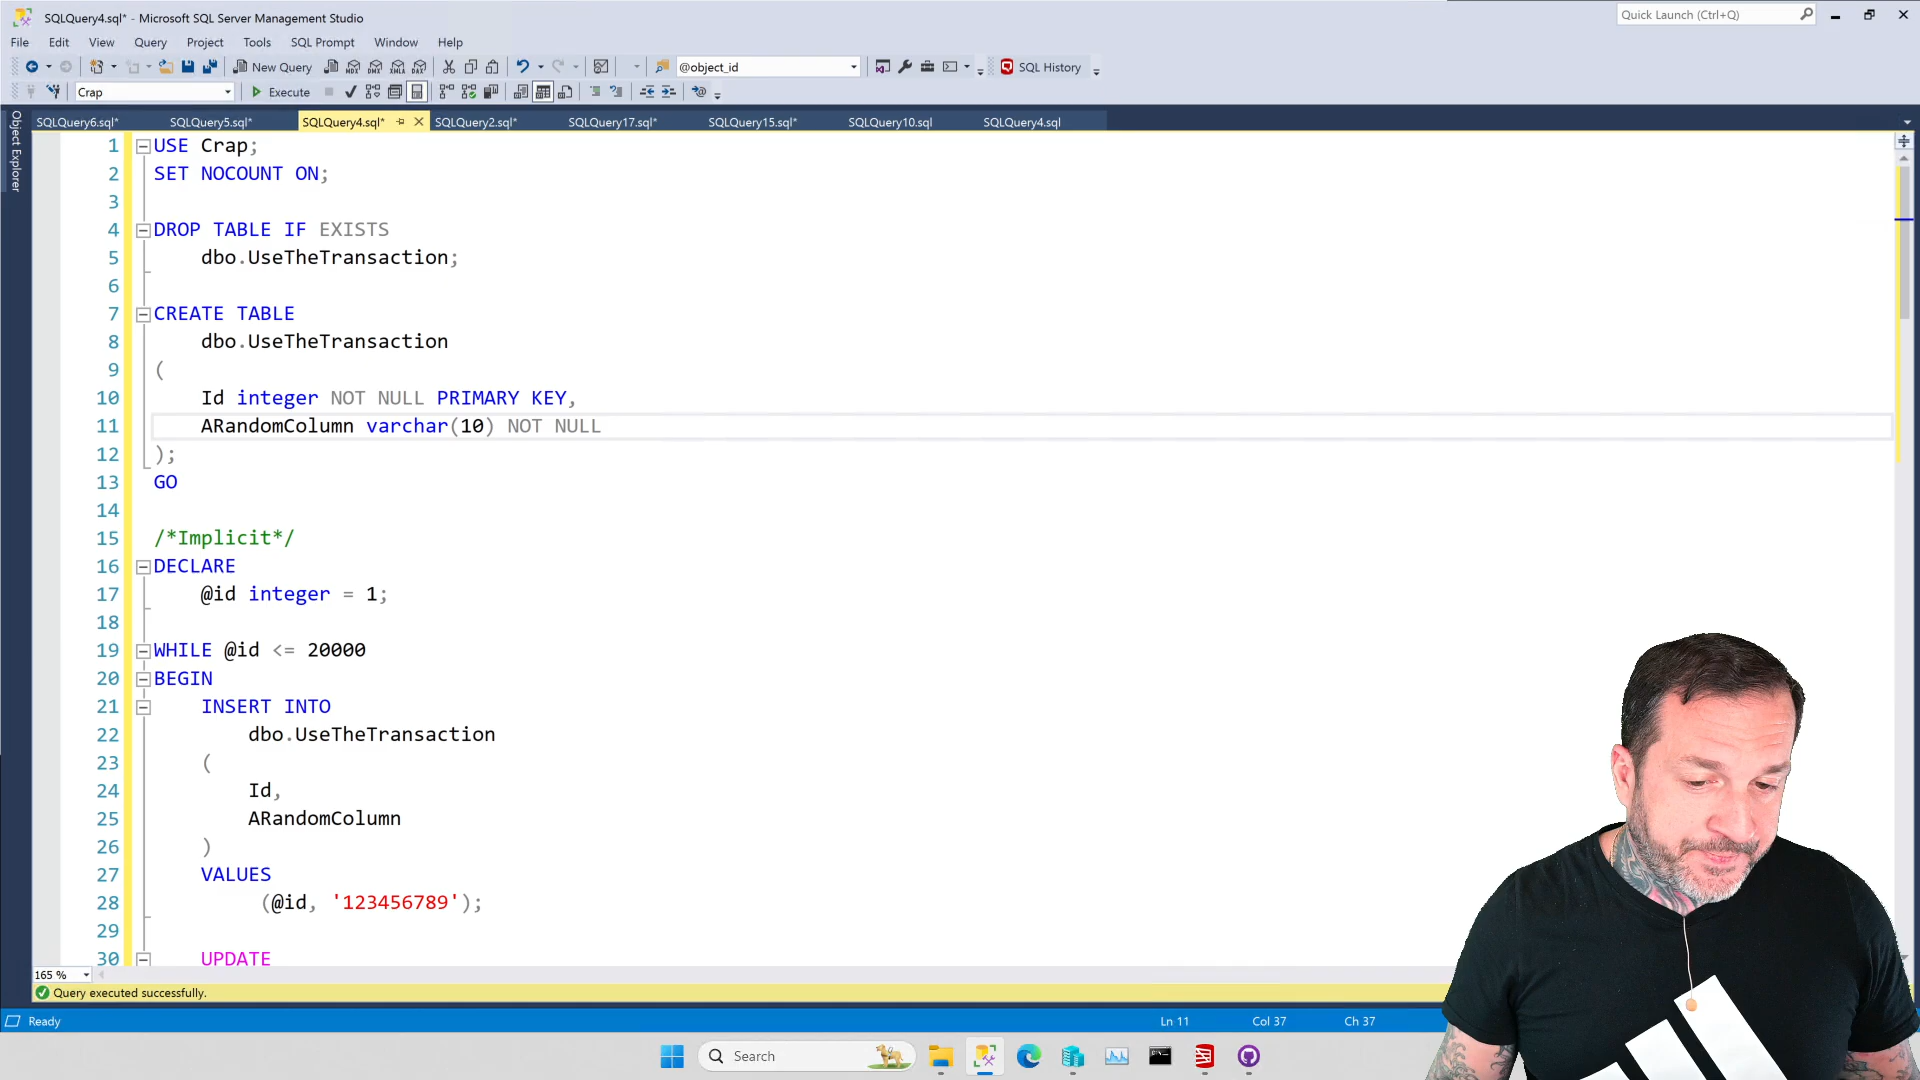 SQLQuery4.sql* - Microsoft SQL Server Management Studio
Quick Launch (Ctrl+Q)
File Edit View Query Project Tools SQL Prompt Window Help
New Query
@object_id
SQL History
Crap
Execute
SQLQuery6.sql* SQLQuery5.sql* SQLQuery4.sql* SQLQuery2.sql* SQLQuery17.sql* SQLQuery15.sql* SQLQuery10.sql SQLQuery4.sql
Object Explorer
1 USE Crap;
2 SET NOCOUNT ON;
3
4 DROP TABLE IF EXISTS
5 dbo.UseTheTransaction;
6
7 CREATE TABLE
8 dbo.UseTheTransaction
9 (
10 Id integer NOT NULL PRIMARY KEY,
11 ARandomColumn varchar(10) NOT NULL
12 );
13 GO
14
15 /*Implicit*/
16 DECLARE
17 @id integer = 1;
18
19 WHILE @id <= 20000
20 BEGIN
21 INSERT INTO
22 dbo.UseTheTransaction
23 (
24 Id,
25 ARandomColumn
26 )
27 VALUES
28 (@id, '123456789');
29
30 UPDATE
165 %
Query executed successfully.
Ready
Ln 11 Col 37 Ch 37
Search